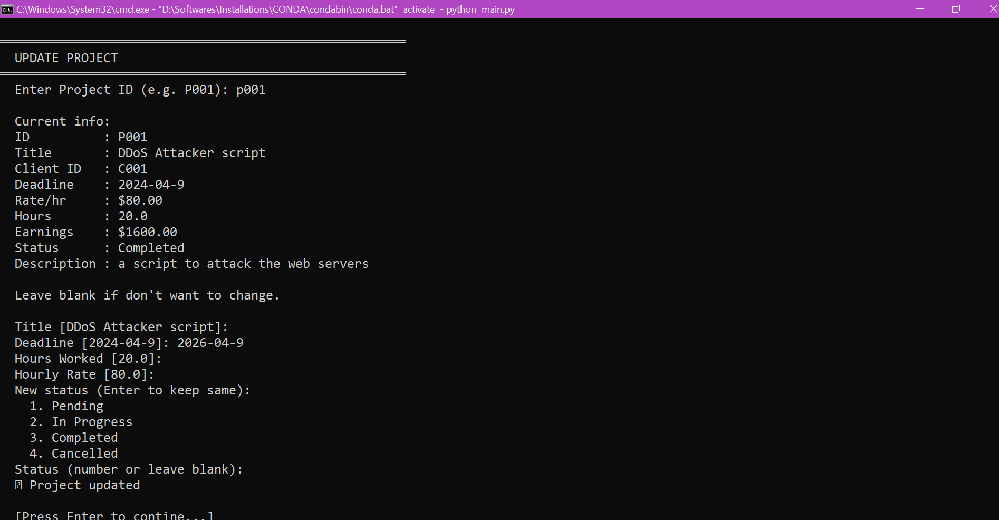 C:\Windows\System32\cmd.exe - "D:\Softwares\Installations\CONDA\condabin\conda.bat" activate - python main.py
UPDATE PROJECT
Enter Project ID (e.g. P001): p001
Current info:
ID          : P001
Title       : DDoS Attacker script
Client ID   : C001
Deadline    : 2024-04-9
Rate/hr     : $80.00
Hours       : 20.0
Earnings    : $1600.00
Status      : Completed
Description : a script to attack the web servers
Leave blank if don't want to change.
Title [DDoS Attacker script]:
Deadline [2024-04-9]: 2026-04-9
Hours Worked [20.0]:
Hourly Rate [80.0]:
New status (Enter to keep same):
1. Pending
2. In Progress
3. Completed
4. Cancelled
Status (number or leave blank):
Project updated
[Press Enter to contine...]